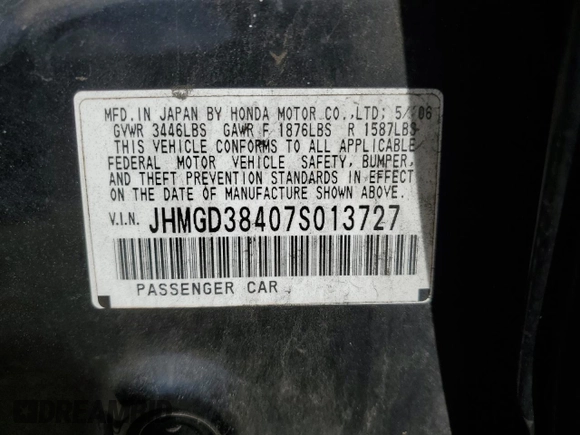 MFD. IN JAPAN BY HONDA MOTOR CO.,LTD; 5/06
GVWR 3446LBS GAWR F 1876LBS R 1587LBS
THIS VEHICLE CONFORMS TO ALL APPLICABLE
FEDERAL MOTOR VEHICLE SAFETY, BUMPER,
AND THEFT PREVENTION STANDARDS IN EFFECT
ON THE DATE OF MANUFACTURE SHOWN ABOVE.
V.I.N. JHMGD38407S013727
PASSENGER CAR
DREAMBID